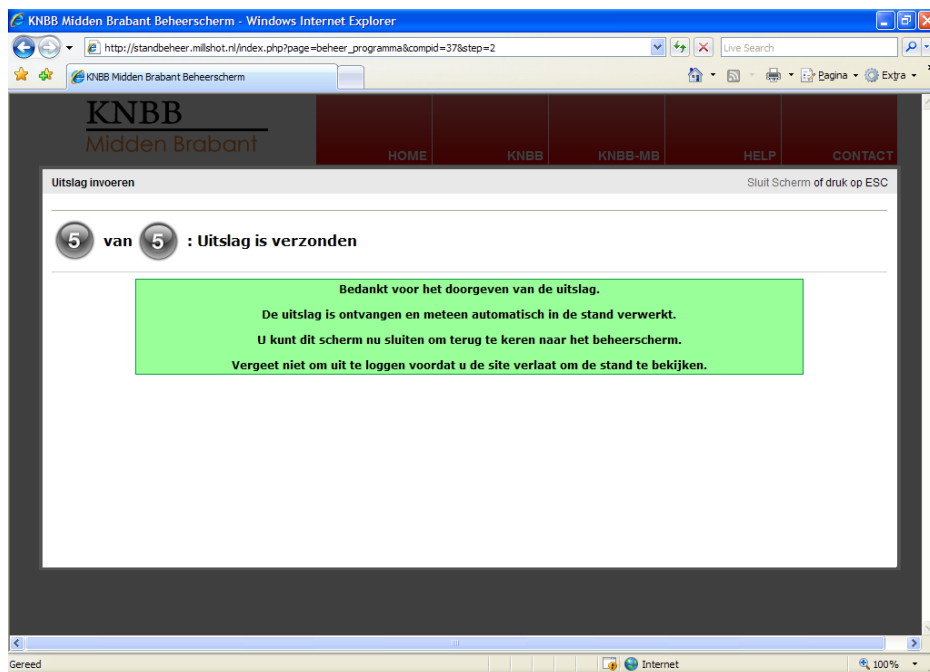 KNBB Midden Brabant Beheerscherm - Windows Internet Explorer
http://standbeheer.millshot.nl/index.php?page=beheer_programma&compid=37&step=2
Live Search
KNBB Midden Brabant Beheerscherm
Pagina
Extra
KNBB
Midden Brabant
HOME
KNBB
KNBB-MB
HELP
CONTACT
Uitslag invoeren
Sluit Scherm of druk op ESC
5 van 5 : Uitslag is verzonden
Bedankt voor het doorgeven van de uitslag.
De uitslag is ontvangen en meteen automatisch in de stand verwerkt.
U kunt dit scherm nu sluiten om terug te keren naar het beheerscherm.
Vergeet niet om uit te loggen voordat u de site verlaat om de stand te bekijken.
Gereed
Internet
100%